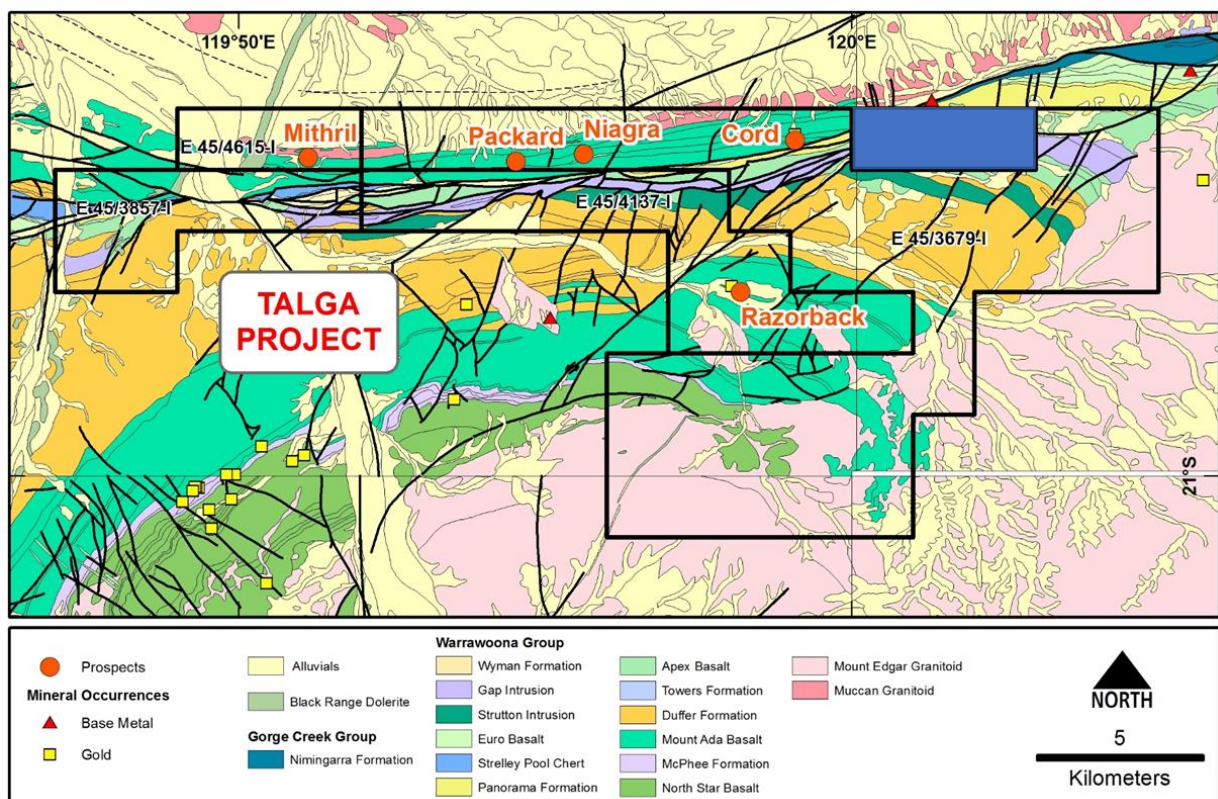 119°50'E
120°E
Mithril
Packard
Niagra
Cord
E 45/4615-I
E 45/3857-I
E 45/4137-I
E 45/3679-I
TALGA
PROJECT
Razorback
21°S
Prospects
Mineral Occurrences
Base Metal
Gold
Alluvials
Black Range Dolerite
Gorge Creek Group
Nimingarra Formation
Warrawoona Group
Wyman Formation
Gap Intrusion
Strutton Intrusion
Euro Basalt
Strelley Pool Chert
Panorama Formation
Apex Basalt
Towers Formation
Duffer Formation
Mount Ada Basalt
McPhee Formation
North Star Basalt
Mount Edgar Granitoid
Muccan Granitoid
NORTH
5
Kilometers